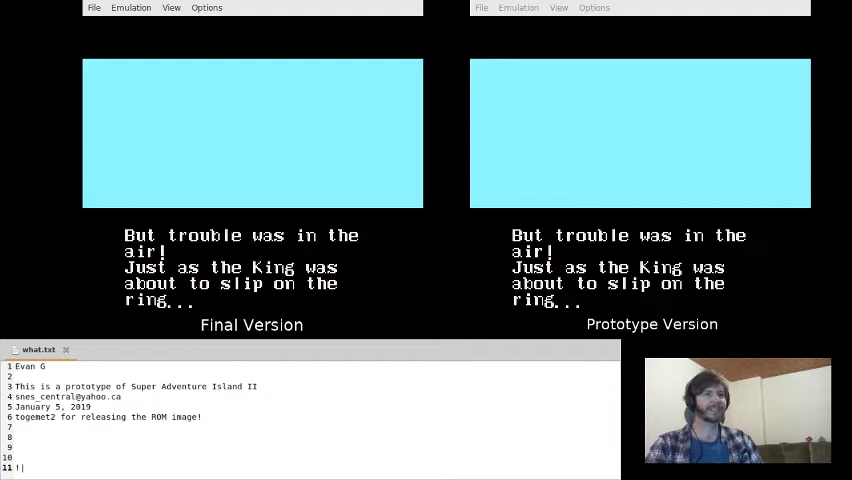 File Emulation View Options
File Emulation View Options
But trouble was in the
air!
Just as the King was
about to slip on the
ring...
But trouble was in the
air!
Just as the King was
about to slip on the
ring...
Final Version
Prototype Version
what.txt
1 Evan G
2
3 This is a prototype of Super Adventure Island II
4 snes_central@yahoo.ca
5 January 5, 2019
6 togemet2 for releasing the ROM image!
7
8
9
10
11 !